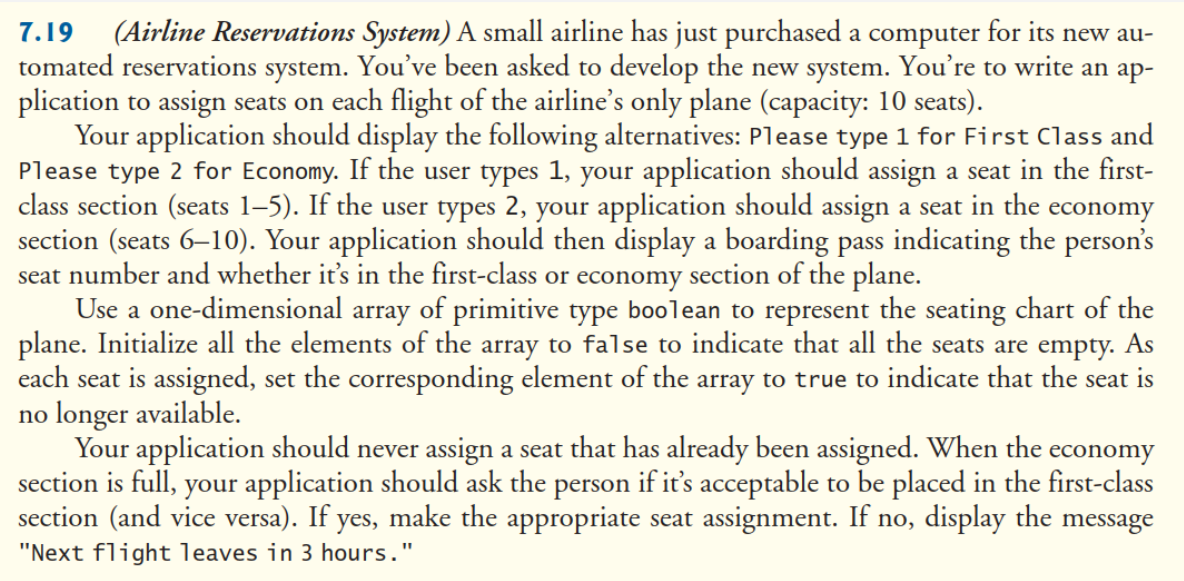 7.19 (Airline Reservations System) A small airline has just purchased a computer for its new au-
tomated reservations system. You've been asked to develop the new system. You're to write an ap-
plication to assign seats on each flight of the airline's only plane (capacity: 10 seats).
Your application should display the following alternatives: Please type 1 for First Class and
Please type 2 for Economy. If the user types 1, your application should assign a seat in the first-
class section (seats 1–5). If the user types 2, your application should assign a seat in the economy
section (seats 6–10). Your application should then display a boarding pass indicating the person's
seat number and whether it's in the first-class or economy section of the plane.
Use a one-dimensional array of primitive type boolean to represent the seating chart of the
plane. Initialize all the elements of the array to false to indicate that all the seats are empty. As
each seat is assigned, set the corresponding element of the array to true to indicate that the seat is
no longer available.
Your application should never assign a seat that has already been assigned. When the economy
section is full, your application should ask the person if it's acceptable to be placed in the first-class
section (and vice versa). If yes, make the appropriate seat assignment. If no, display the message
"Next flight leaves in 3 hours."